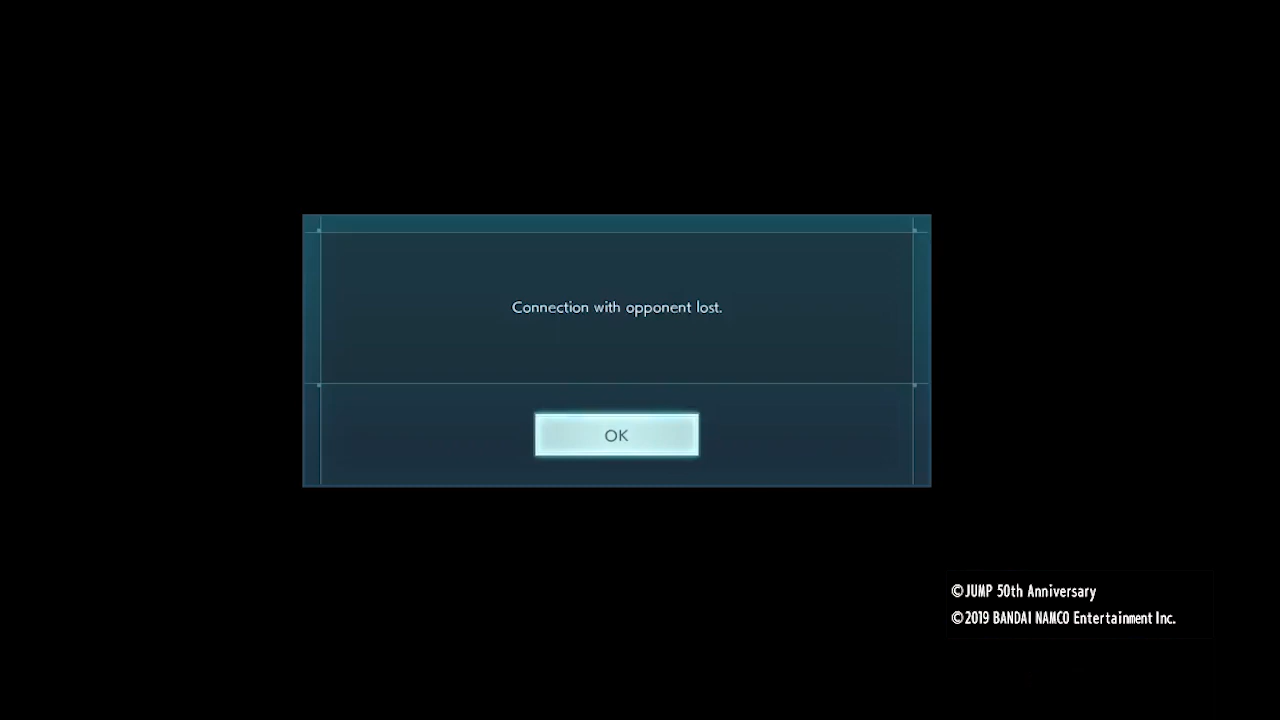 Connection with opponent lost.
OK
©JUMP 50th Anniversary
©2019 BANDAI NAMCO Entertainment Inc.